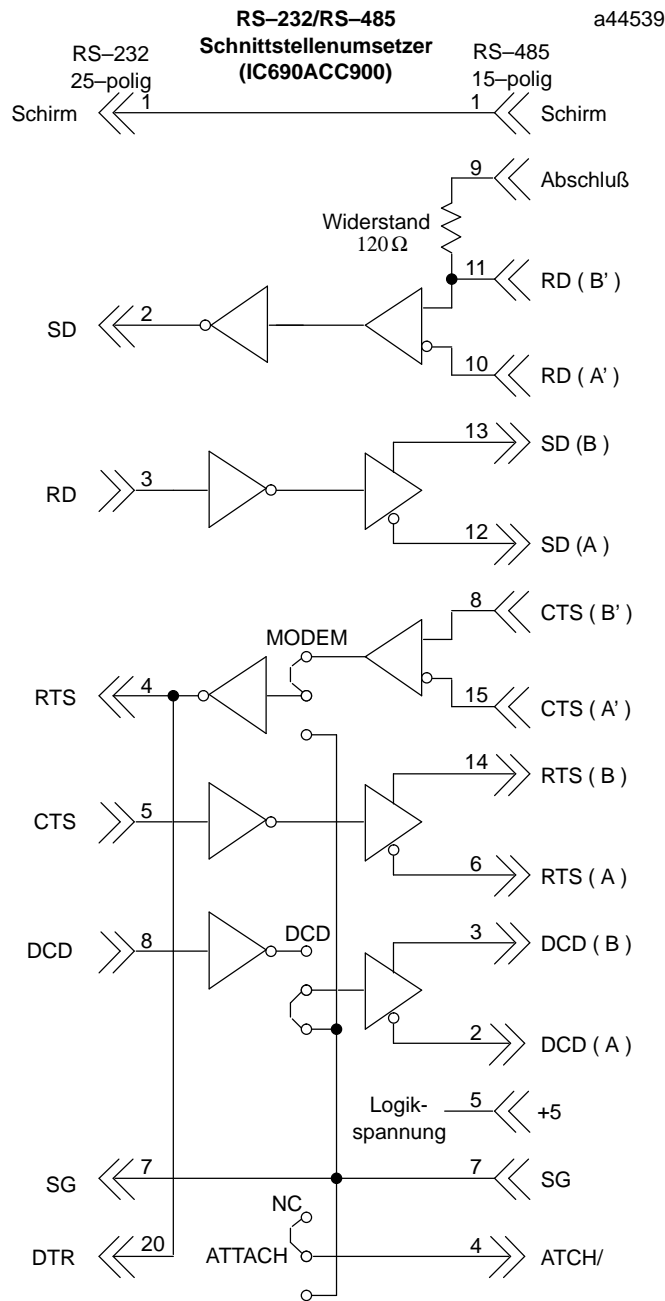 RS–232/RS–485
Schnittstellenumsetzer
(IC690ACC900)
a44539
RS–232
25–polig
RS–485
15–polig
Schirm 1 1 Schirm
9 Abschluß
Widerstand
120 Ω
11 RD ( B' )
SD 2
10 RD ( A' )
13 SD (B )
RD 3
12 SD (A )
8 CTS ( B' )
MODEM
RTS 4
15 CTS ( A' )
14 RTS ( B )
CTS 5
6 RTS ( A )
3 DCD ( B )
DCD 8 DCD
2 DCD ( A )
Logik-
spannung
5 +5
SG 7 7 SG
NC
DTR 20 ATTACH 4 ATCH/